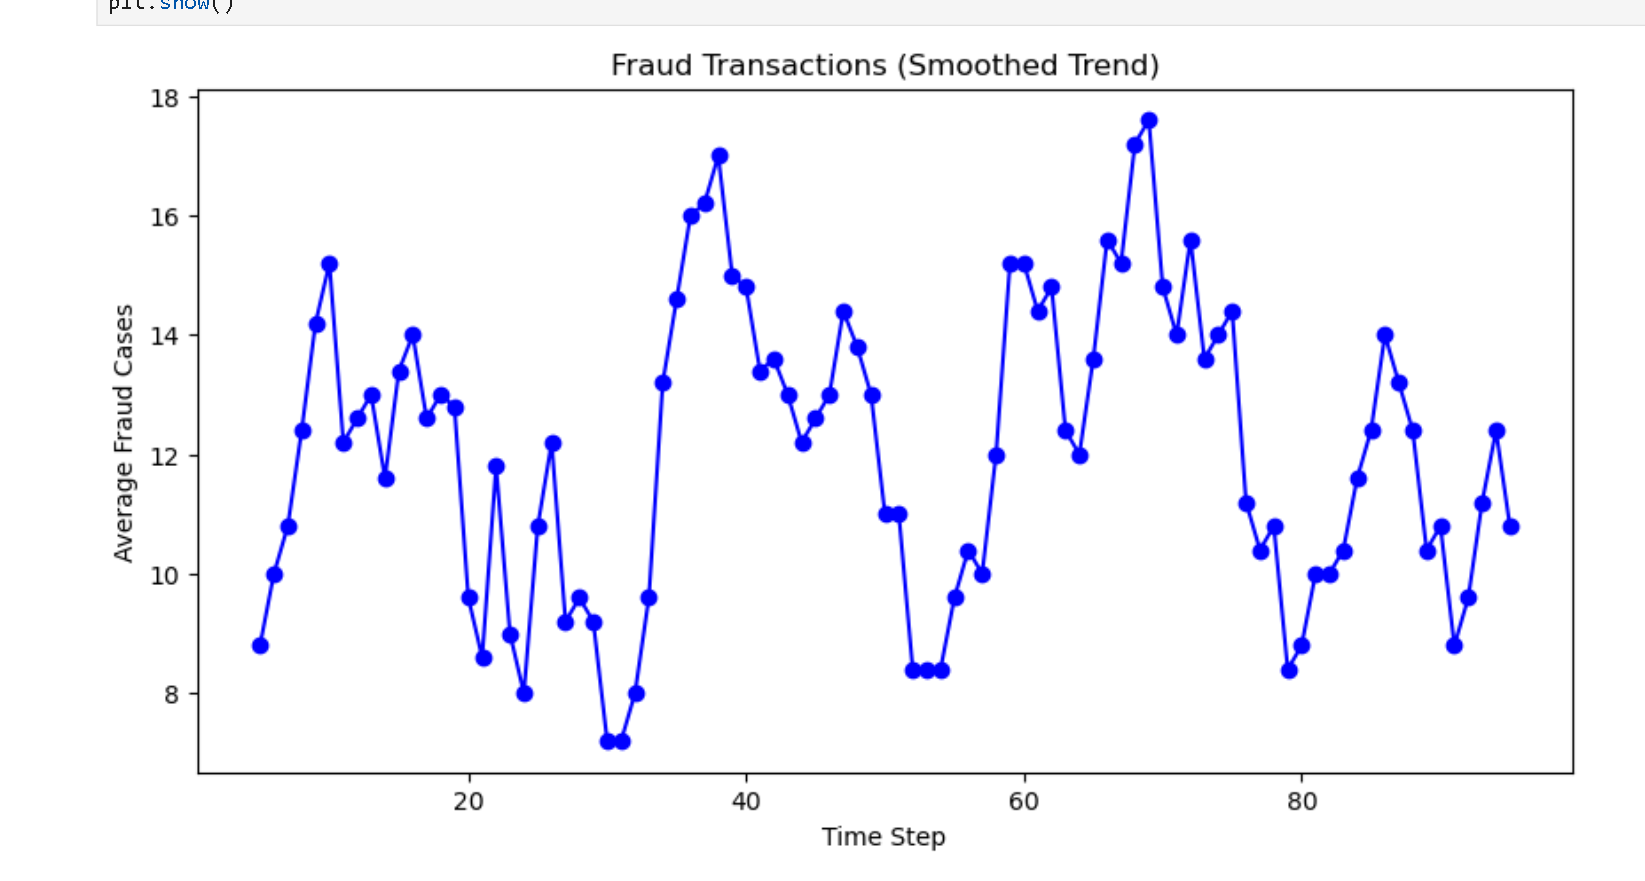 plt.show()
Fraud Transactions (Smoothed Trend)
18
16
14
12
10
8
Average Fraud Cases
20 40 60 80
Time Step